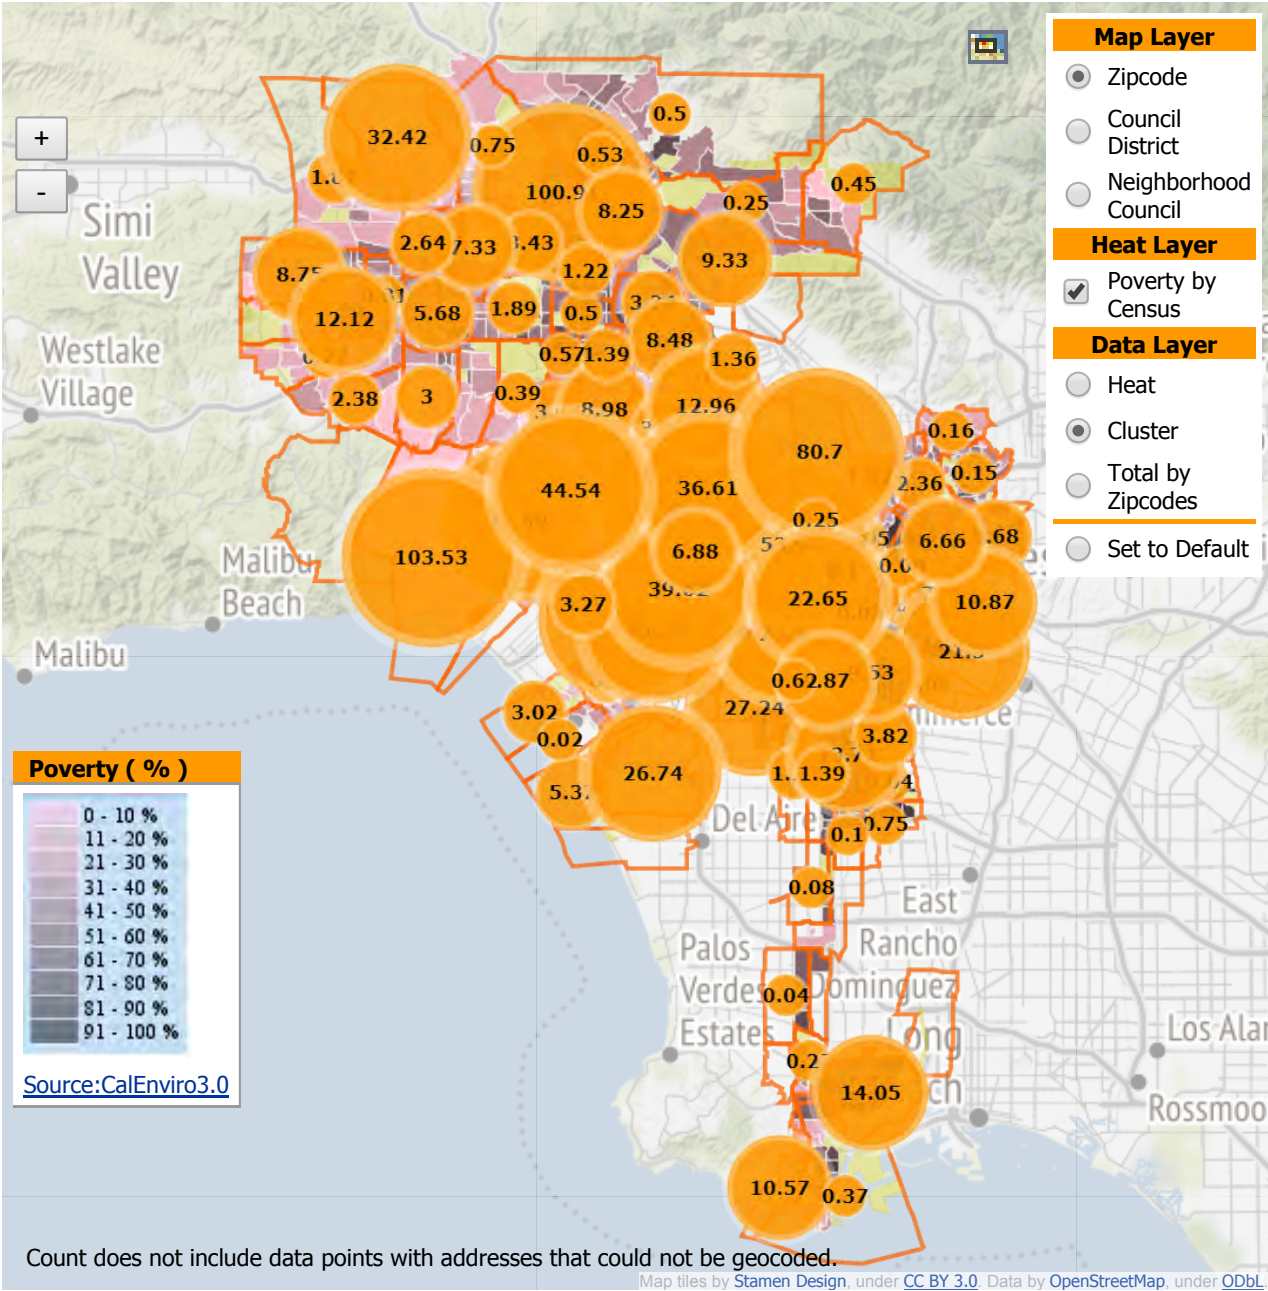 Map Layer
Zipcode
Council
District
Neighborhood
Council
Heat Layer
Poverty by
Census
Data Layer
Heat
Cluster
Total by
Zipcodes
Set to Default
+
-
Simi
Valley
Westlake
Village
Malibu
Beach
Malibu
Del Aire
East
Rancho
Dominguez
Palos
Verdes
Estates
Long
Los Alar
Rossmoo
32.42
0.75
0.53
0.5
100.9
8.25
0.25
0.45
2.64
7.33
1.22
9.33
8.75
12.12
5.68
1.89
0.5
8.48
0.57
1.39
1.36
2.38
3
0.39
8.98
12.96
80.7
0.16
0.15
2.36
44.54
36.61
0.25
103.53
6.88
6.66
.68
3.27
22.65
10.87
0.62
.87
27.24
3.02
0.02
26.74
3.82
1.39
0.1
0.75
0.08
0.04
14.05
10.57
0.37
Poverty ( % )
0 - 10 %
11 - 20 %
21 - 30 %
31 - 40 %
41 - 50 %
51 - 60 %
61 - 70 %
71 - 80 %
81 - 90 %
91 - 100 %
Source:CalEnviro3.0
Count does not include data points with addresses that could not be geocoded.
Map tiles by Stamen Design, under CC BY 3.0. Data by OpenStreetMap, under ODbL.